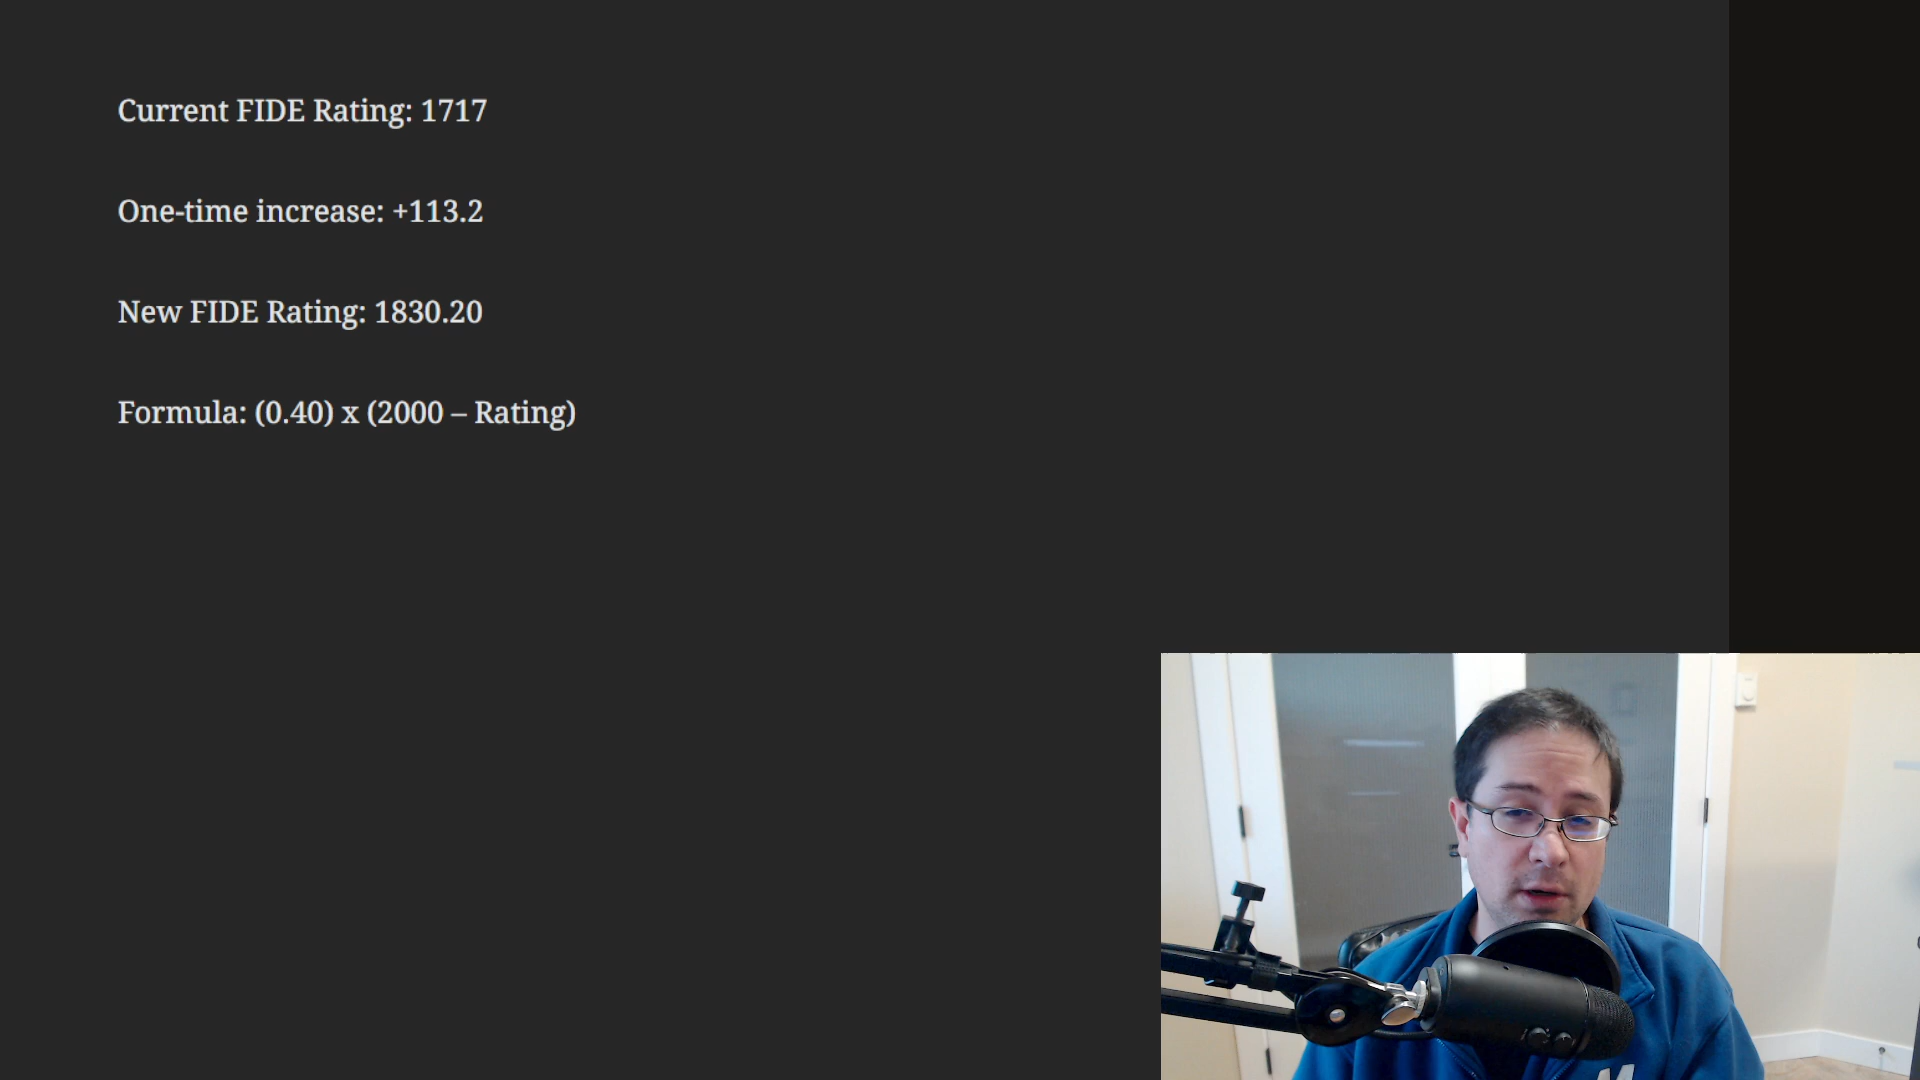 Current FIDE Rating: 1717
One-time increase: +113.2
New FIDE Rating: 1830.20
Formula: (0.40) x (2000 – Rating)